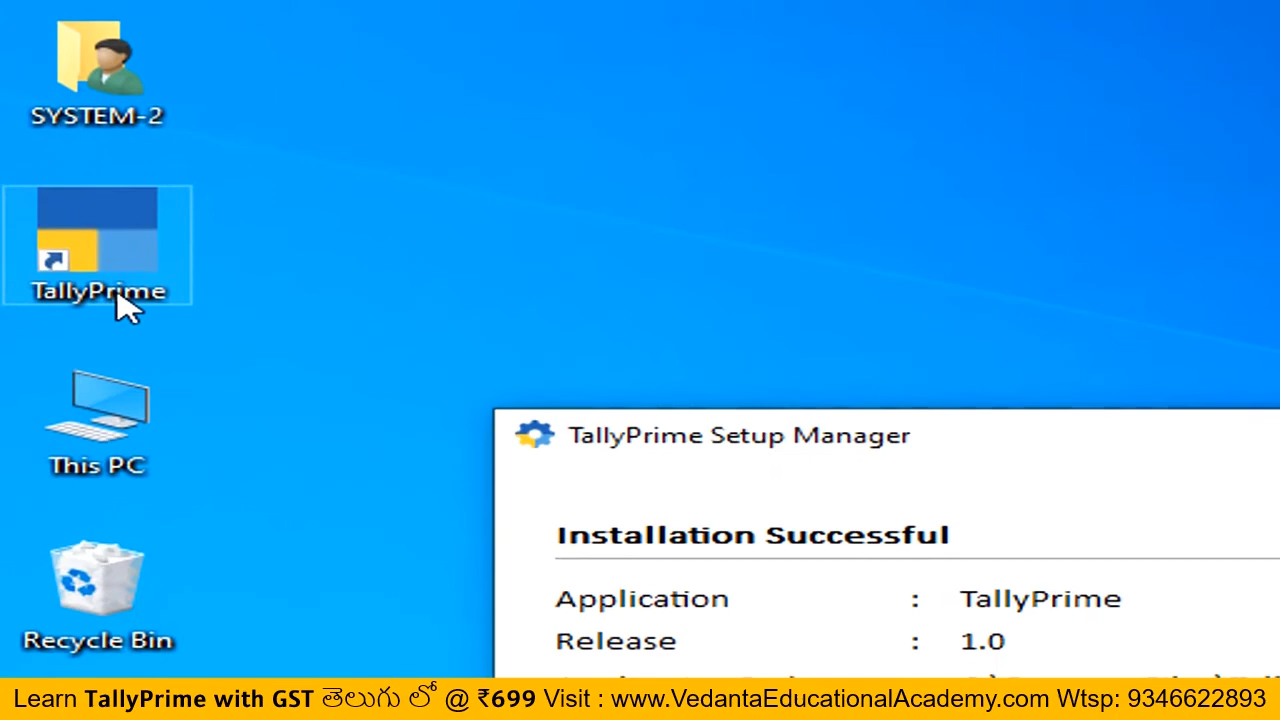 SYSTEM-2
TallyPrime
This PC
Recycle Bin
TallyPrime Setup Manager
Installation Successful
Application : TallyPrime
Release : 1.0
Learn TallyPrime with GST తెలుగు లో @ ₹699 Visit : www.VedantaEducationalAcademy.com Wtsp: 9346622893